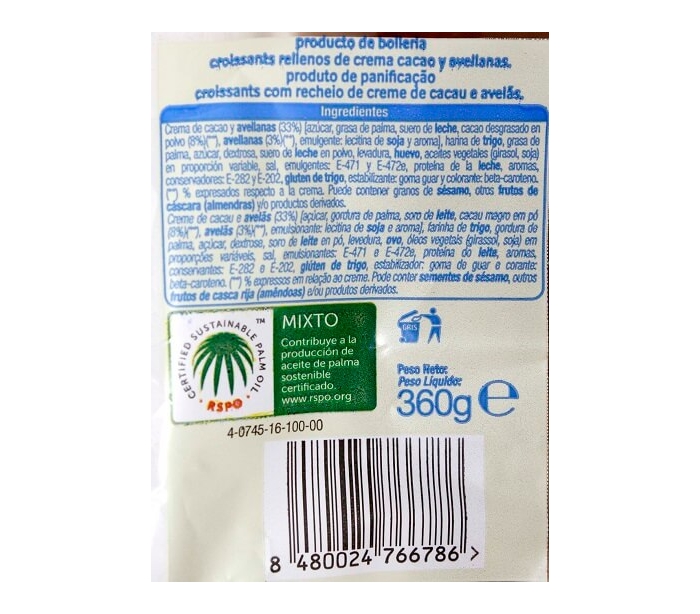 producto de bollería
croissants rellenos de crema cacao y avellanas.
produto de panificação
croissants com recheio de creme de cacau e avelãs.
Ingredientes
Crema de cacao y avellanas (33%) [azúcar, grasa de palma, suero de leche, cacao desgrasado en
polvo (8%)(**), avellanas (3%)(**), emulgente: lecitina de soja y aroma], harina de trigo, grasa de
palma, azúcar, dextrosa, suero de leche en polvo, levadura, huevo, aceites vegetales (girasol, soja)
en proporción variable, sal, emulgentes: E-471 y E-472e, proteína de la leche, aromas,
conservadores: E-282 y E-202, gluten de trigo, estabilizante: goma guar y colorante: beta-caroteno.
(**) % expresados respecto a la crema. Puede contener granos de sésamo, otros frutos de
cáscara (almendras) y/o productos derivados.
Creme de cacau e avelãs (33%) [açúcar, gordura de palma, soro de leite, cacau magro em pó
(8%)(**), avelãs (3%)(**), emulsionante: lecitina de soja e aroma], farinha de trigo, gordura de
palma, açúcar, dextrose, soro de leite em pó, levedura, ovo, óleos vegetais (girassol, soja) em
proporções variáveis, sal, emulsionantes: E-471 e E-472e, proteína do leite, aromas,
conservantes: E-282 e E-202, glúten de trigo, estabilizador: goma de guar e corante:
beta-caroteno. (**) % expressos em relação ao creme. Pode conter sementes de sésamo, outros
frutos de casca rija (amêndoas) e/ou produtos derivados.
CERTIFIED SUSTAINABLE PALM OIL ™
RSPO
MIXTO
Contribuye a la
producción de
aceite de palma
sostenible
certificado.
www.rspo.org
GRIS
Peso Neto:
Peso Líquido:
360g e
4-0745-16-100-00
8 480024 766786 >